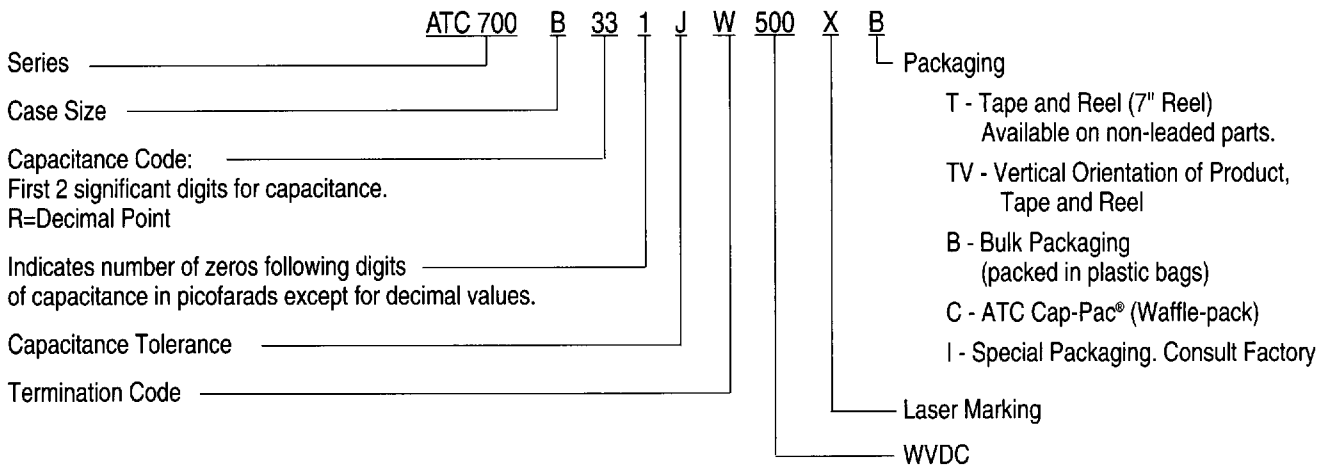 ATC 700 B 33 1 J W 500 X B
Series
Case Size
Capacitance Code:
First 2 significant digits for capacitance.
R=Decimal Point
Indicates number of zeros following digits
of capacitance in picofarads except for decimal values.
Capacitance Tolerance
Termination Code
Packaging
T - Tape and Reel (7" Reel)
Available on non-leaded parts.
TV - Vertical Orientation of Product,
Tape and Reel
B - Bulk Packaging
(packed in plastic bags)
C - ATC Cap-Pac® (Waffle-pack)
I - Special Packaging. Consult Factory
Laser Marking
WVDC